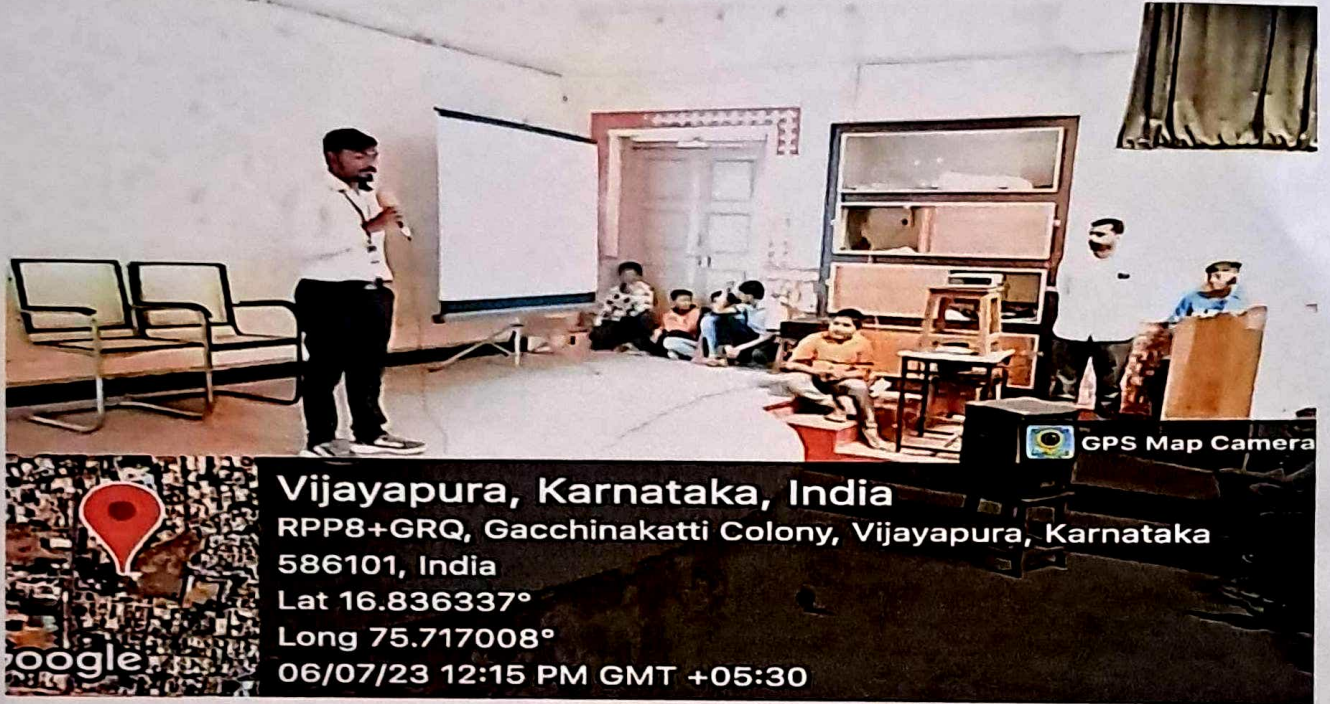 GPS Map Camera
Vijayapura, Karnataka, India
RPP8+GRQ, Gacchinakatti Colony, Vijayapura, Karnataka
586101, India
Lat 16.836337°
Long 75.717008°
06/07/23 12:15 PM GMT +05:30
oogle